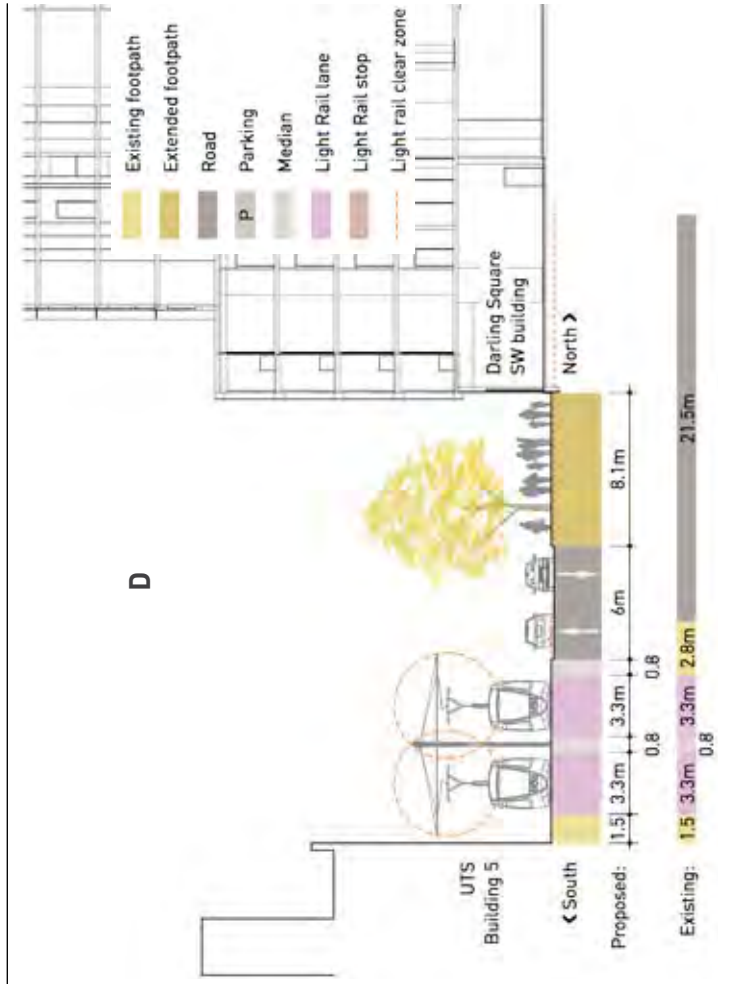 D
Existing footpath
Extended footpath
Road
P
Parking
Median
Light Rail lane
Light Rail stop
Light rail clear zone
UTS
Building 5
Darling Square
SW building
< South
North >
Proposed:
1.5
3.3m
0.8
3.3m
0.8
6m
8.1m
Existing:
1.5
3.3m
0.8
3.3m
2.8m
21.5m